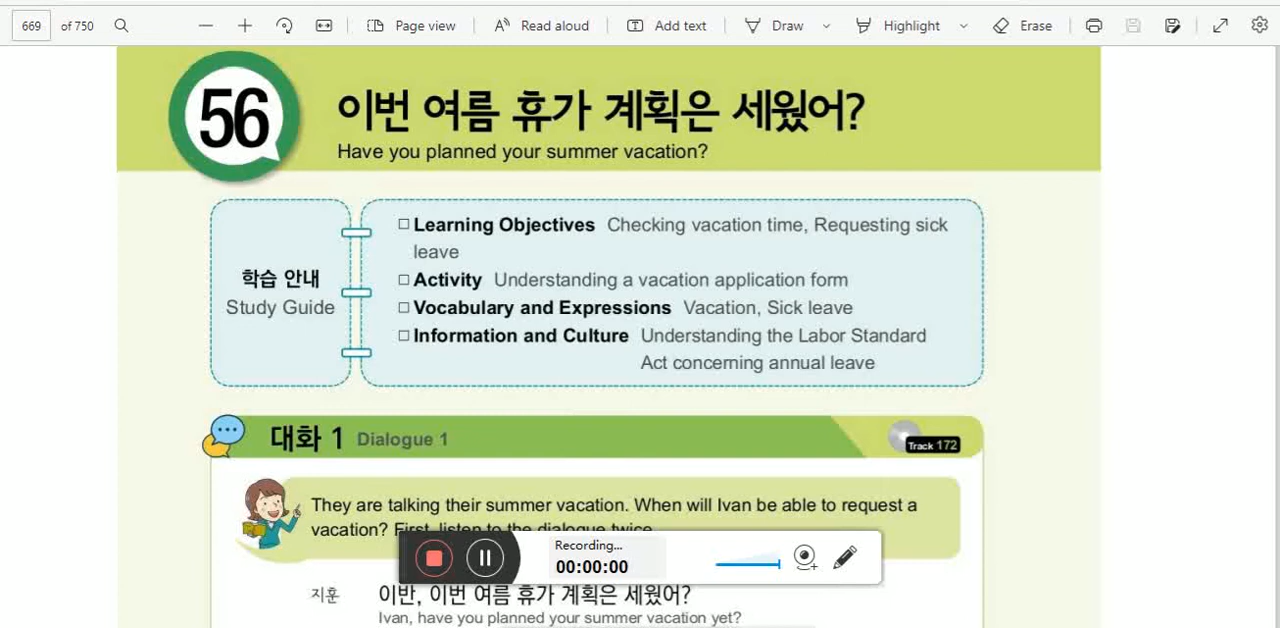 669 of 750 Page view Read aloud Add text Draw Highlight Erase
56
이번 여름 휴가 계획은 세웠어?
Have you planned your summer vacation?
학습 안내
Study Guide
□ Learning Objectives Checking vacation time, Requesting sick
leave
□ Activity Understanding a vacation application form
□ Vocabulary and Expressions Vacation, Sick leave
□ Information and Culture Understanding the Labor Standard
Act concerning annual leave
대화 1 Dialogue 1
Track 172
They are talking their summer vacation. When will Ivan be able to request a
vacation? First, listen to the dialogue twice.
Recording...
00:00:00
지훈 이반, 이번 여름 휴가 계획은 세웠어?
Ivan, have you planned your summer vacation yet?